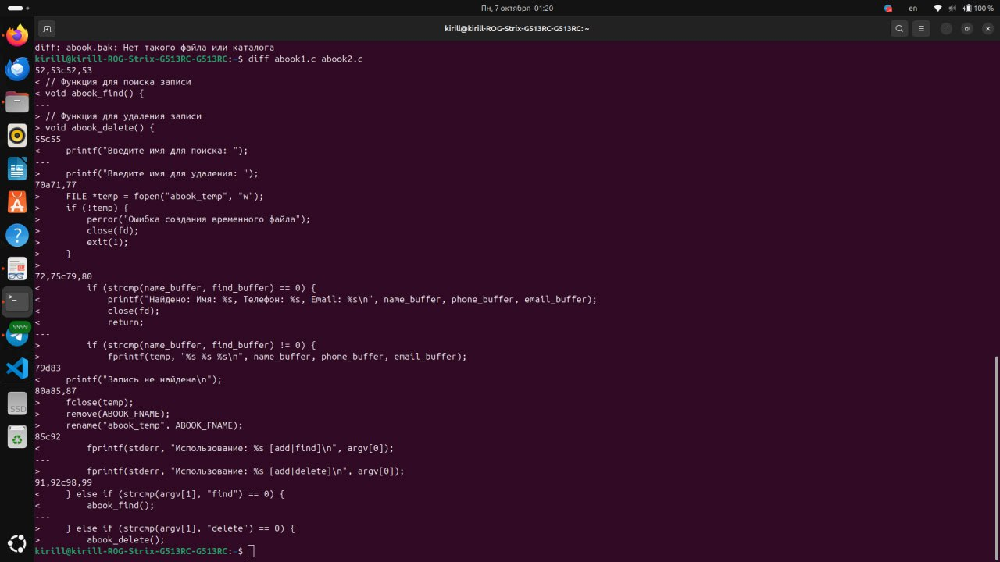 Пн, 7 октября 01:20
en
100 %
kirill@kirill-ROG-Strix-G513RC-G513RC: ~
diff: abook.bak: Нет такого файла или каталога
kirill@kirill-ROG-Strix-G513RC-G513RC:~$ diff abook1.c abook2.c
52,53c52,53
< // Функция для поиска записи
< void abook_find() {
---
> // Функция для удаления записи
> void abook_delete() {
55c55
<     printf("Введите имя для поиска: ");
---
>     printf("Введите имя для удаления: ");
70a71,77
>     FILE *temp = fopen("abook_temp", "w");
>     if (!temp) {
>         perror("Ошибка создания временного файла");
>         close(fd);
>         exit(1);
>     }
>
72,75c79,80
<         if (strcmp(name_buffer, find_buffer) == 0) {
<             printf("Найдено: Имя: %s, Телефон: %s, Email: %s\n", name_buffer, phone_buffer, email_buffer);
<             close(fd);
<             return;
---
>         if (strcmp(name_buffer, find_buffer) != 0) {
>             fprintf(temp, "%s %s %s\n", name_buffer, phone_buffer, email_buffer);
79d83
<     printf("Запись не найдена\n");
80a85,87
>     fclose(temp);
>     remove(ABOOK_FNAME);
>     rename("abook_temp", ABOOK_FNAME);
85c92
<         fprintf(stderr, "Использование: %s [add|find]\n", argv[0]);
---
>         fprintf(stderr, "Использование: %s [add|delete]\n", argv[0]);
91,92c98,99
<     } else if (strcmp(argv[1], "find") == 0) {
<         abook_find();
---
>     } else if (strcmp(argv[1], "delete") == 0) {
>         abook_delete();
kirill@kirill-ROG-Strix-G513RC-G513RC:~$
9999
SSD